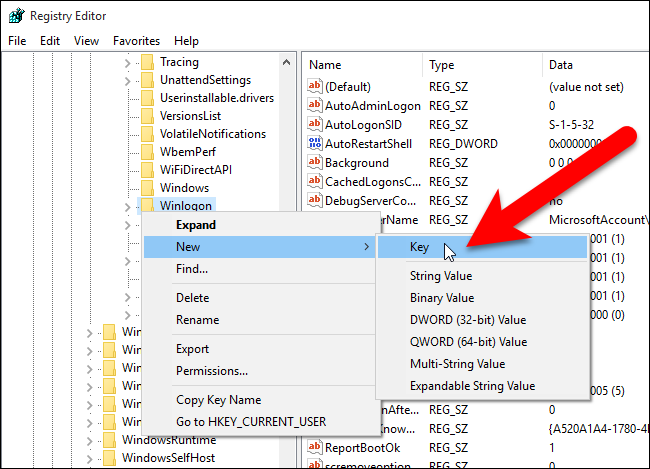 Registry Editor
File Edit View Favorites Help
Tracing
UnattendSettings
Userinstallable.drivers
VersionsList
VolatileNotifications
WbemPerf
WiFiDirectAPI
Windows
Winlogon
Name Type Data
(Default) REG_SZ (value not set)
AutoAdminLogon REG_SZ 0
AutoLogonSID REG_SZ S-1-5-32
AutoRestartShell REG_DWORD 0x0000000
Background REG_SZ 0 0 0
CachedLogonsC... REG_SZ
DebugServerCo... REG_SZ no
erName REG_SZ MicrosoftAccount\
001 (1)
001 (1)
001 (1)
001 (1)
000 (0)
Expand
New
Find...
Delete
Rename
Export
Permissions...
Copy Key Name
Go to HKEY_CURRENT_USER
Key
String Value
Binary Value
DWORD (32-bit) Value
QWORD (64-bit) Value
Multi-String Value
Expandable String Value
Win
Win
Win
Win
Win
Win
WindowsRuntime
WindowsSelfHost
005 (5)
nAfte... REG_SZ 0
Know... REG_SZ {A520A1A4-1780-4
ReportBootOk REG_SZ 1
scremoveoption REG_SZ 0